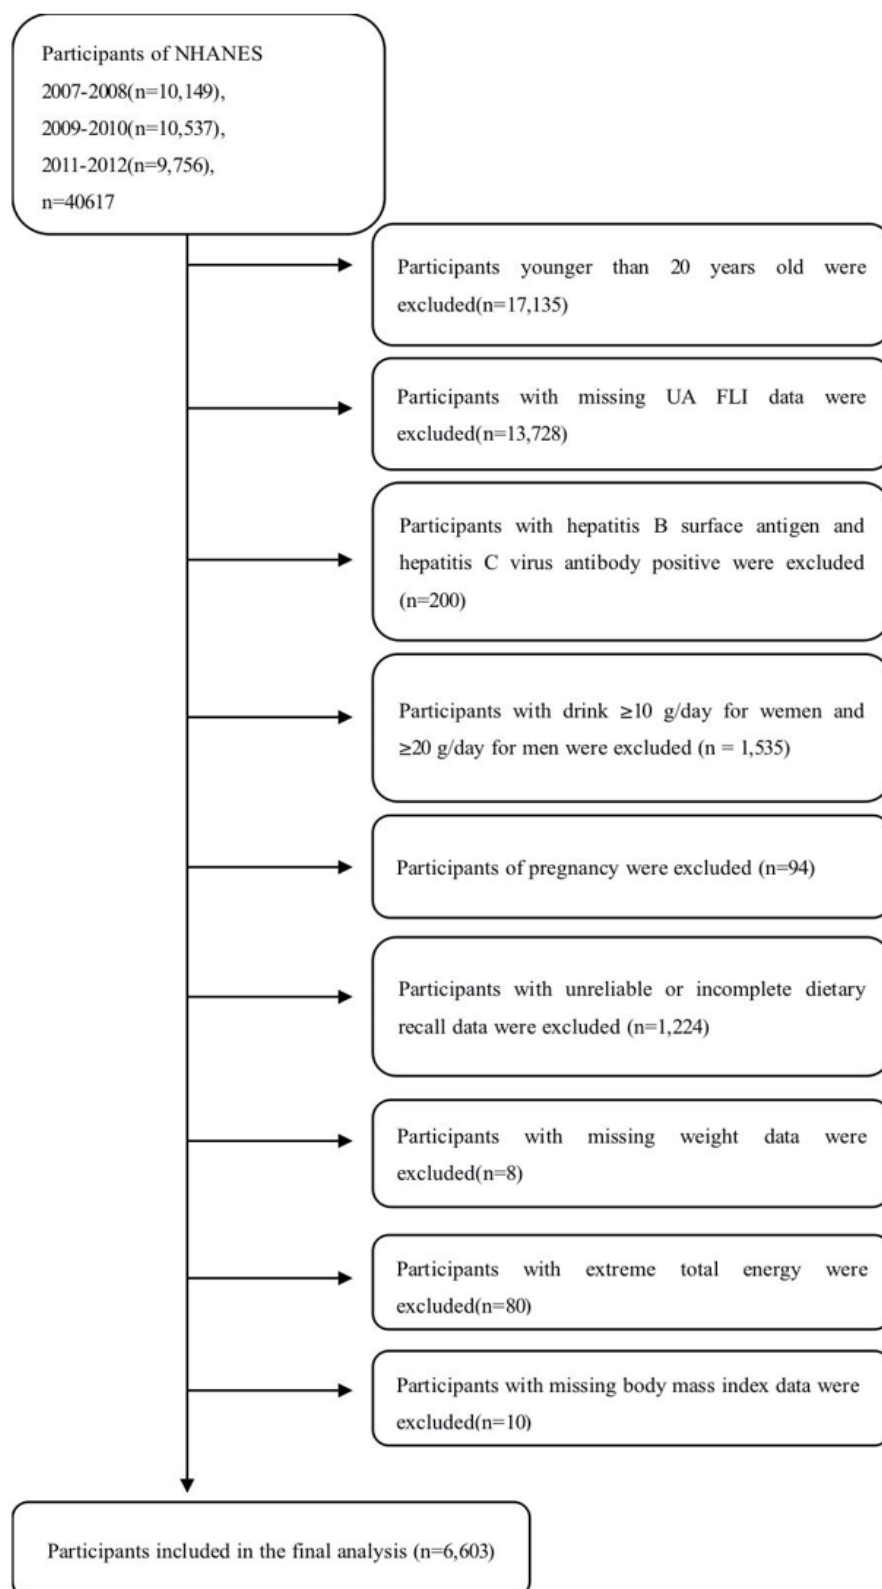 Participants of NHANES
2007-2008(n=10,149),
2009-2010(n=10,537),
2011-2012(n=9,756),
n=40617
Participants younger than 20 years old were
excluded(n=17,135)
Participants with missing UA FLI data were
excluded(n=13,728)
Participants with hepatitis B surface antigen and
hepatitis C virus antibody positive were excluded
(n=200)
Participants with drink ≥10 g/day for wemen and
≥20 g/day for men were excluded (n = 1,535)
Participants of pregnancy were excluded (n=94)
Participants with unreliable or incomplete dietary
recall data were excluded (n=1,224)
Participants with missing weight data were
excluded(n=8)
Participants with extreme total energy were
excluded(n=80)
Participants with missing body mass index data were
excluded(n=10)
Participants included in the final analysis (n=6,603)